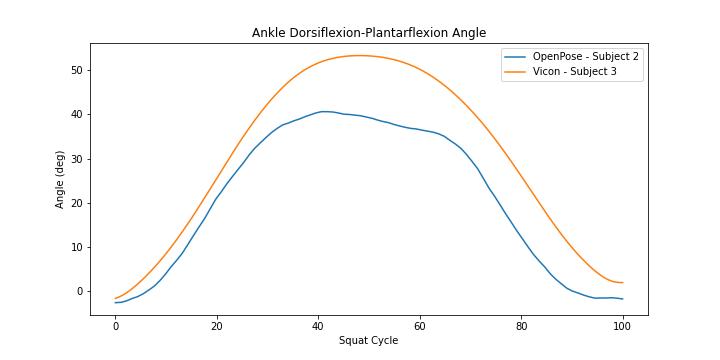 Ankle Dorsiflexion-Plantarflexion Angle
OpenPose - Subject 2
Vicon - Subject 3
Angle (deg)
50
40
30
20
10
0
0 20 40 60 80 100
Squat Cycle